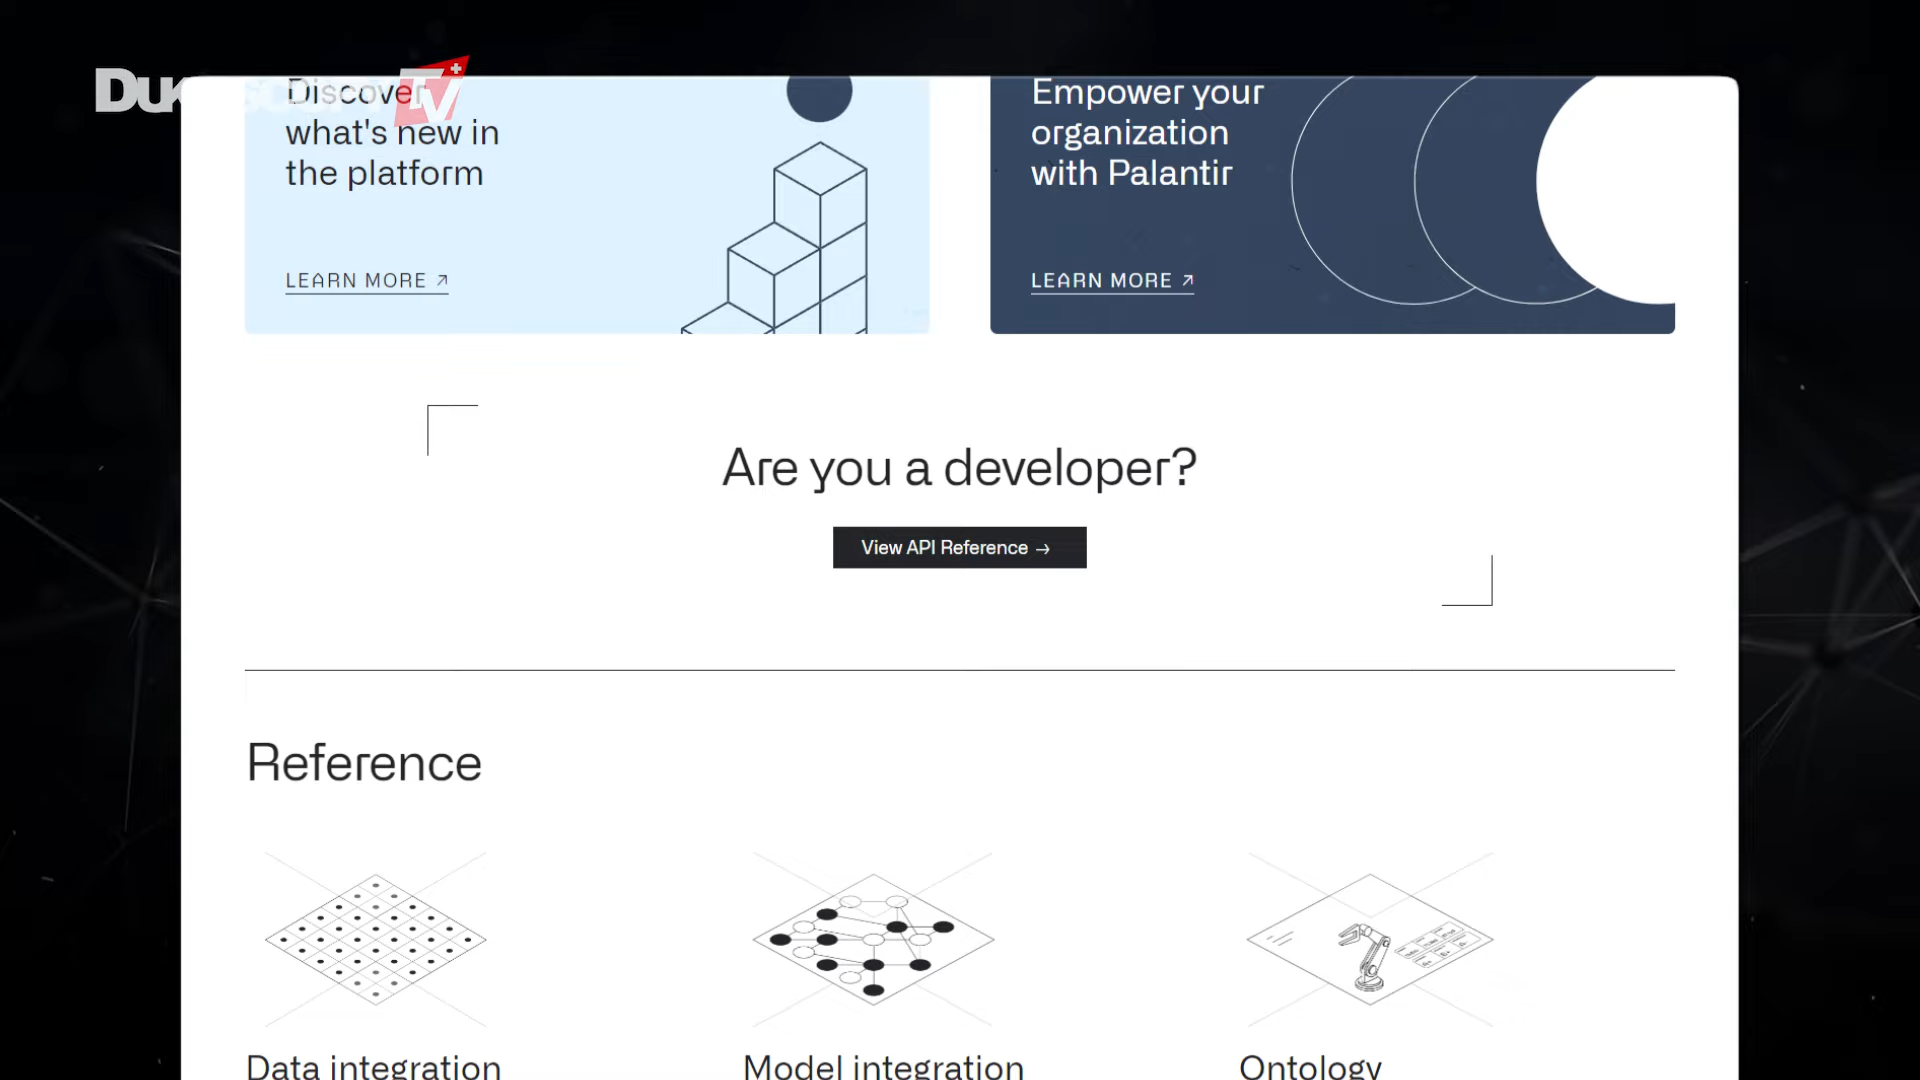 Discover
what's new in
the platform
LEARN MORE ↗
Empower your
organization
with Palantir
LEARN MORE ↗
Are you a developer?
View API Reference →
Reference
Data integration
Model integration
Ontology
TV